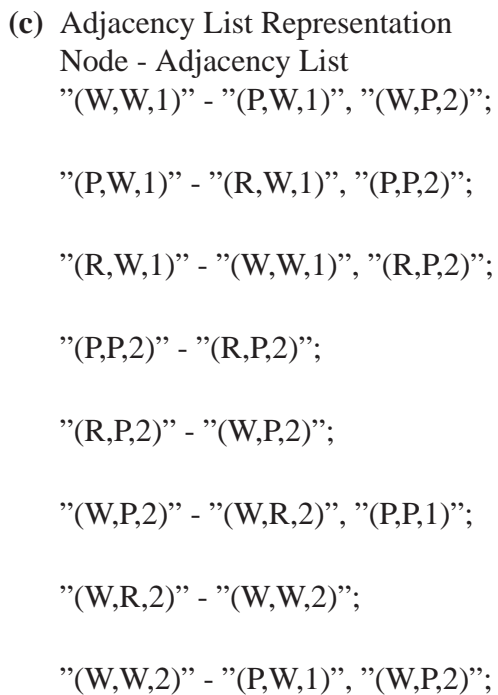 (c) Adjacency List Representation
Node - Adjacency List
”(W,W,1)” - ”(P,W,1)”, ”(W,P,2)”;
”(P,W,1)” - ”(R,W,1)”, ”(P,P,2)”;
”(R,W,1)” - ”(W,W,1)”, ”(R,P,2)”;
”(P,P,2)” - ”(R,P,2)”;
”(R,P,2)” - ”(W,P,2)”;
”(W,P,2)” - ”(W,R,2)”, ”(P,P,1)”;
”(W,R,2)” - ”(W,W,2)”;
”(W,W,2)” - ”(P,W,1)”, ”(W,P,2)”;